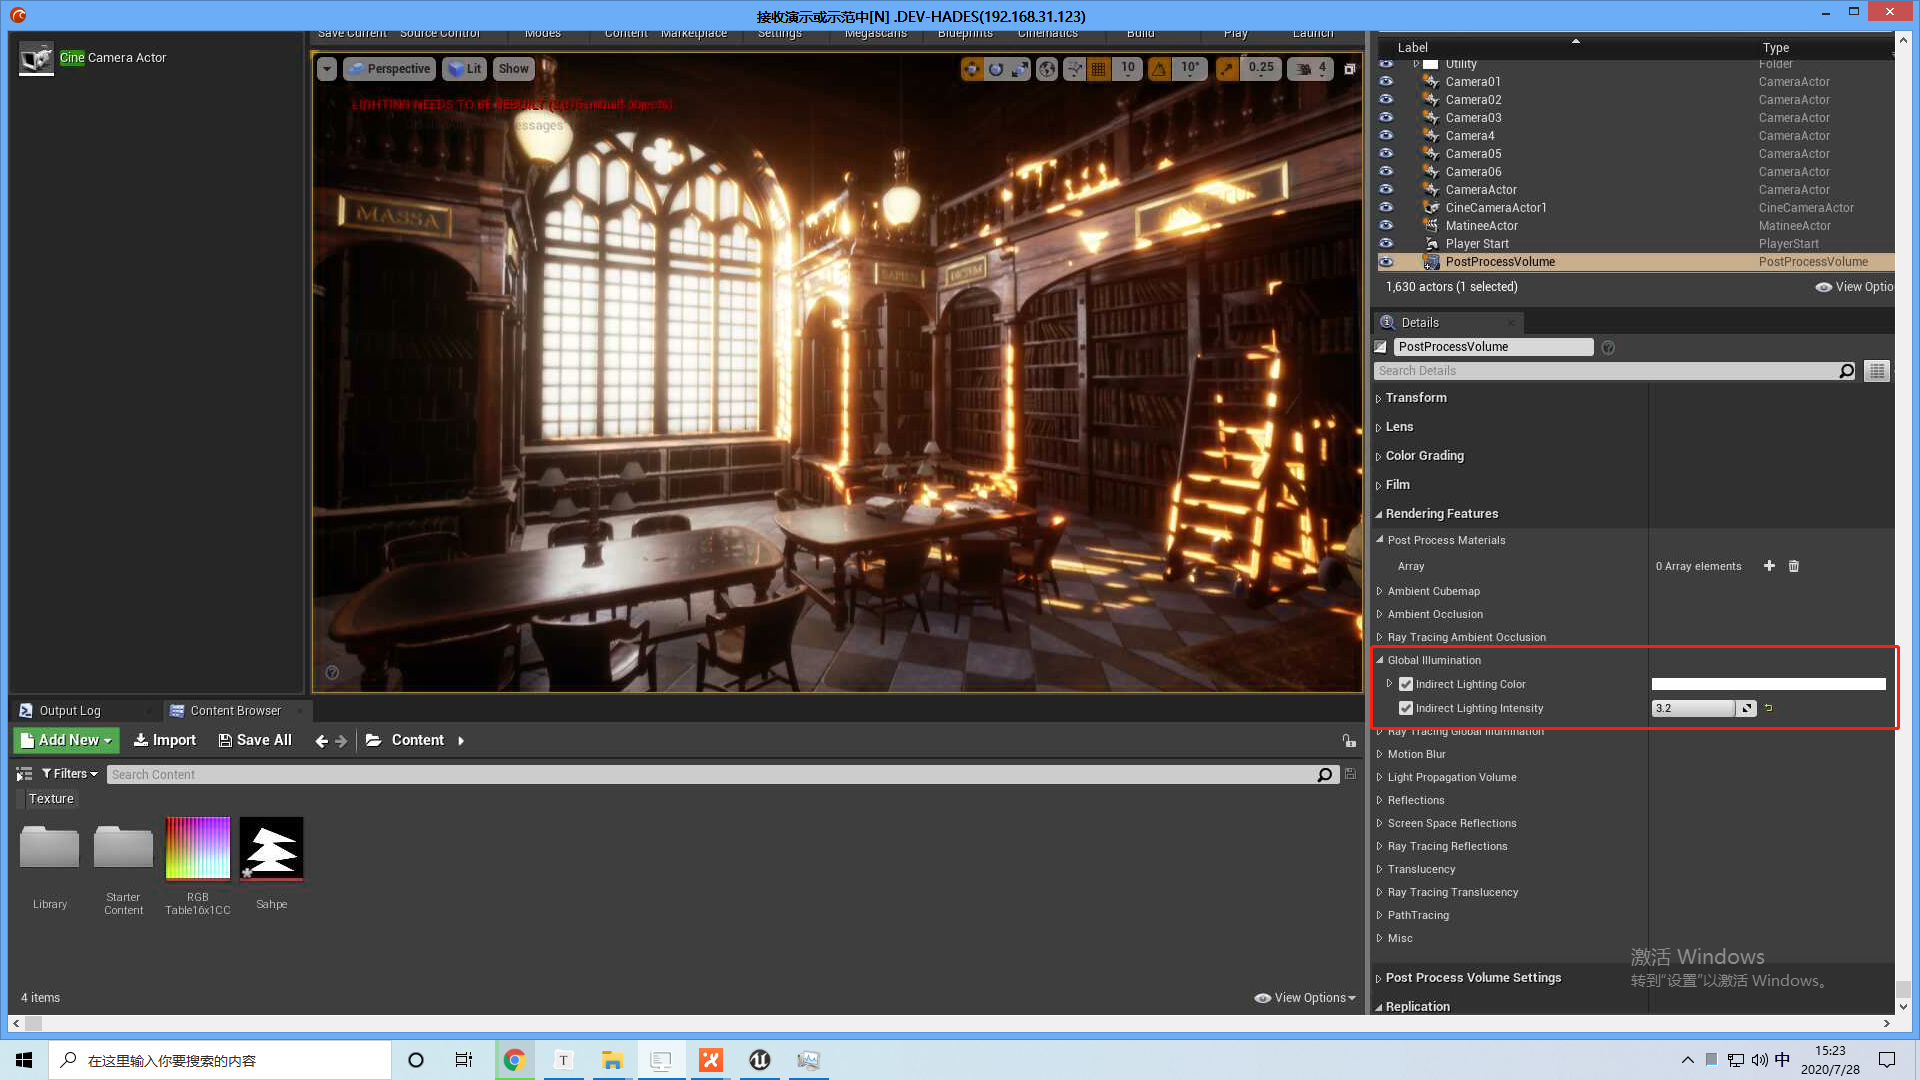 接收演示或示范中[N] .DEV-HADES(192.168.31.123)
Cine Camera Actor
Save Current Source Control Modes Content Marketplace Settings Megascans Blueprints Cinematics Build Play Launch
Perspective Lit Show 10 10° 0.25 4
LIGHTING NEEDS TO BE REBUILT
MASSA
SAPIEN
DICTUM
Label Type
Utility Folder
Camera01 CameraActor
Camera02 CameraActor
Camera03 CameraActor
Camera4 CameraActor
Camera05 CameraActor
Camera06 CameraActor
CameraActor CameraActor
CineCameraActor1 CineCameraActor
MatineeActor MatineeActor
Player Start PlayerStart
PostProcessVolume PostProcessVolume
1,630 actors (1 selected) View Optio
Details
PostProcessVolume
Search Details
Transform
Lens
Color Grading
Film
Rendering Features
Post Process Materials
Array 0 Array elements
Ambient Cubemap
Ambient Occlusion
Ray Tracing Ambient Occlusion
Global Illumination
Indirect Lighting Color
Indirect Lighting Intensity 3.2
Ray Tracing Global Illumination
Motion Blur
Light Propagation Volume
Reflections
Screen Space Reflections
Ray Tracing Reflections
Translucency
Ray Tracing Translucency
PathTracing
Misc
Post Process Volume Settings
Replication
激活 Windows
转到“设置”以激活 Windows。
Output Log Content Browser
Add New Import Save All Content
Filters Search Content
Texture
Library
Starter Content
RGB Table16x1CC
Sahpe
4 items View Options
在这里输入你要搜索的内容
中
15:23
2020/7/28